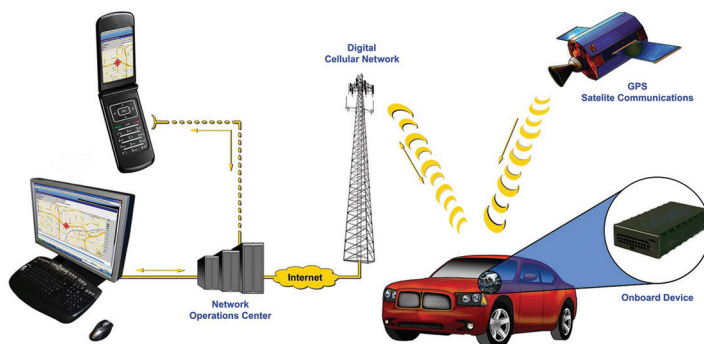 Digital
Cellular Network
GPS
Satelite Communications
Internet
Network
Operations Center
Onboard Device